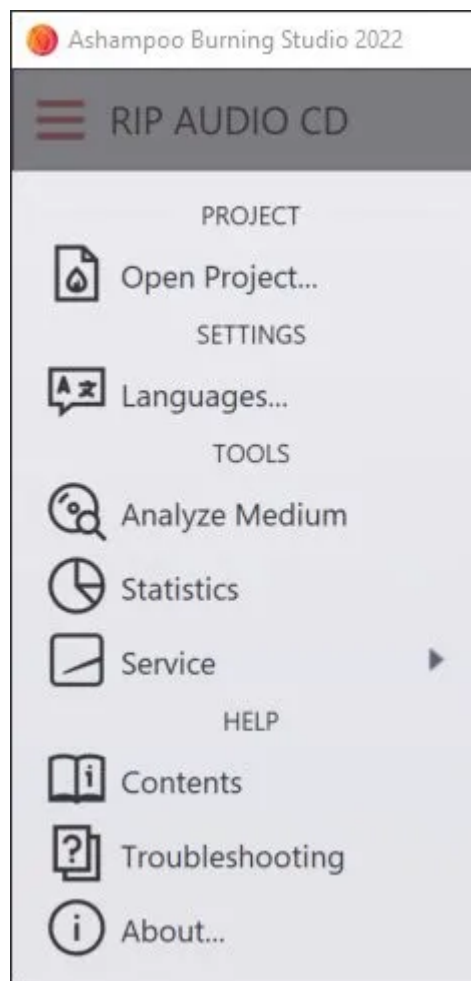 Ashampoo Burning Studio 2022
RIP AUDIO CD
PROJECT
Open Project...
SETTINGS
Languages...
TOOLS
Analyze Medium
Statistics
Service
HELP
Contents
Troubleshooting
About...